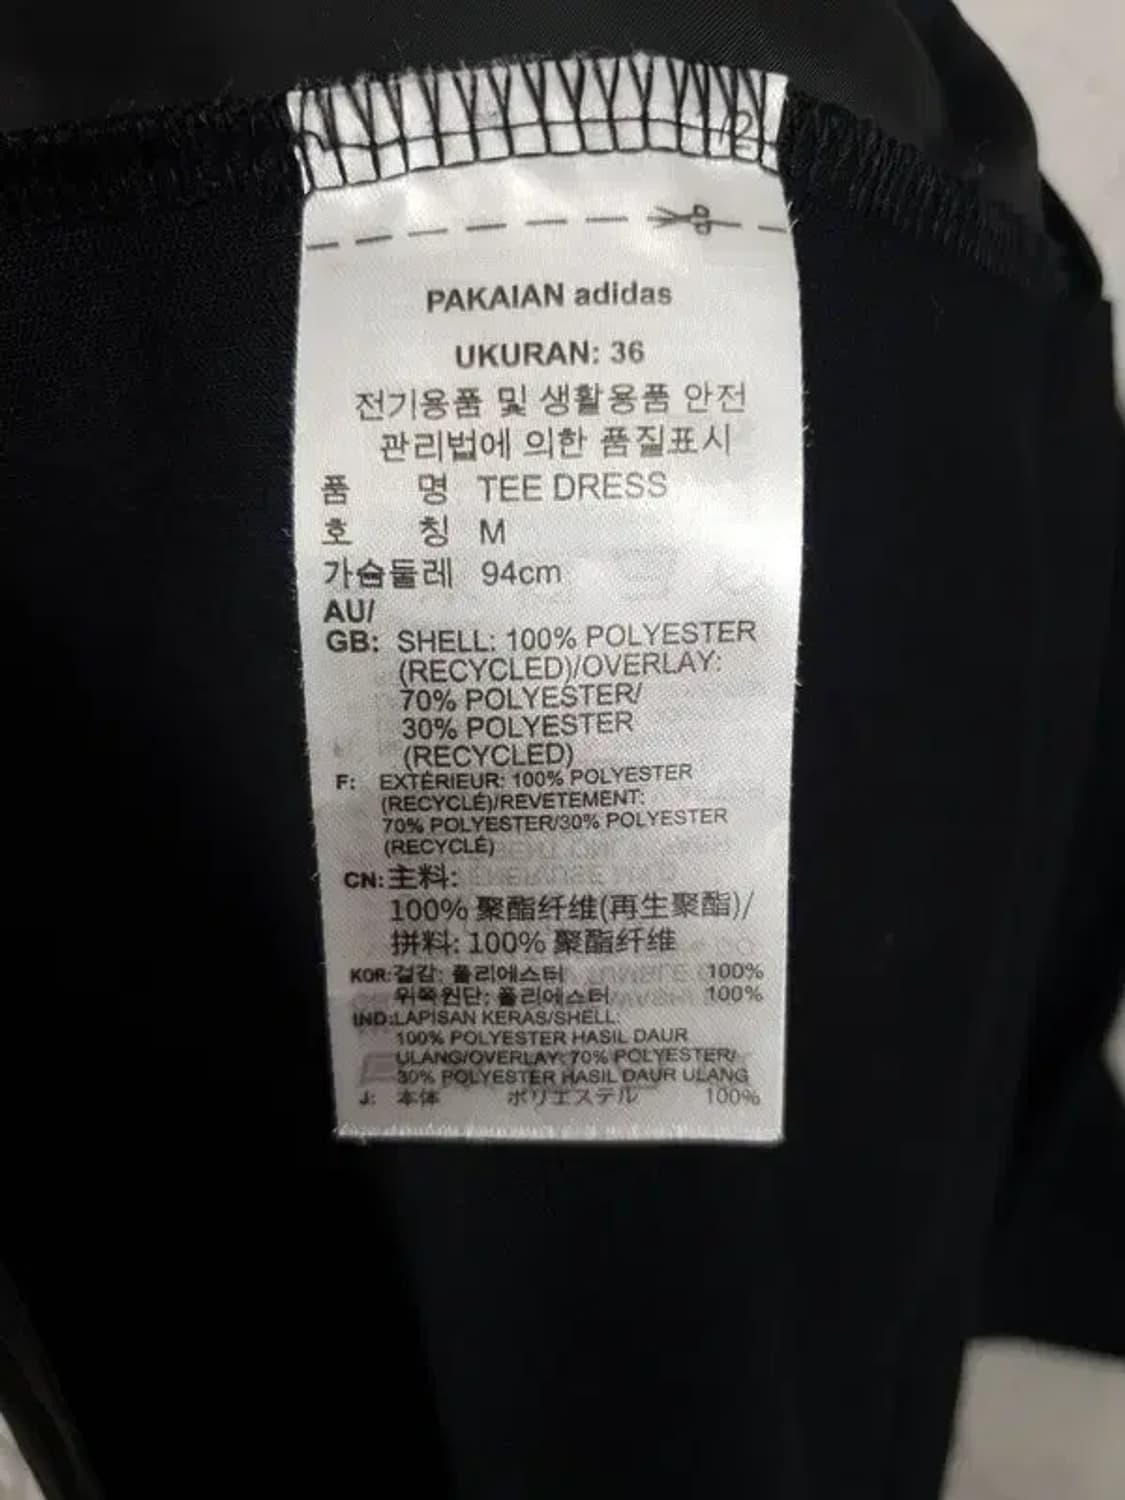 PAKAIAN adidas
UKURAN: 36
전기용품 및 생활용품 안전
관리법에 의한 품질표시
품 명 TEE DRESS
호 칭 M
가슴둘레 94cm
AU/
GB: SHELL: 100% POLYESTER
(RECYCLED)/OVERLAY:
70% POLYESTER/
30% POLYESTER
(RECYCLED)
F: EXTÉRIEUR: 100% POLYESTER
(RECYCLÉ)/REVETEMENT:
70% POLYESTER/30% POLYESTER
(RECYCLÉ)
CN: 主料:
100% 聚酯纤维(再生聚酯)/
拼料: 100% 聚酯纤维
KOR: 겉감: 폴리에스터 100%
위쪽원단: 폴리에스터 100%
IND: LAPISAN KERAS/SHELL:
100% POLYESTER HASIL DAUR
ULANG/OVERLAY: 70% POLYESTER/
30% POLYESTER HASIL DAUR ULANG
J: 本体 ポリエステル 100%